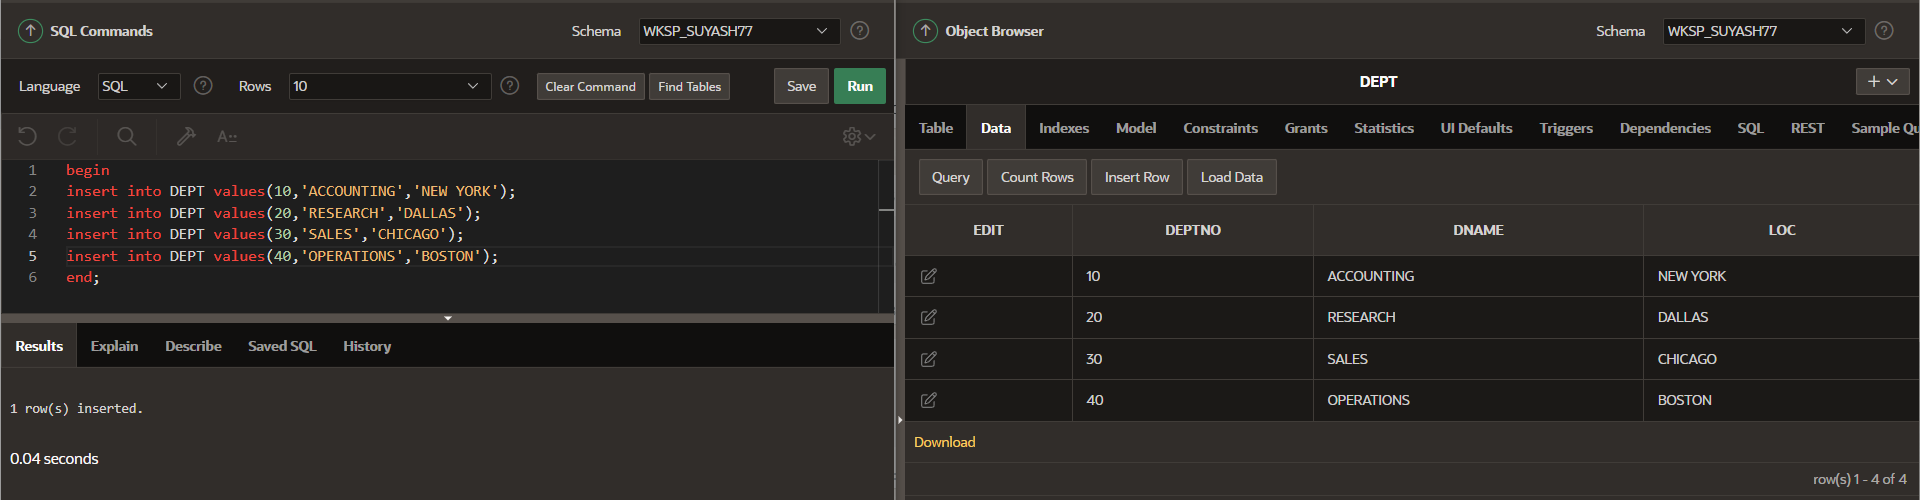 SQL Commands
Schema
WKSP_SUYASH77
Language
SQL
Rows
10
Clear Command
Find Tables
Save
Run
A::
1 begin
2 insert into DEPT values(10,'ACCOUNTING','NEW YORK');
3 insert into DEPT values(20,'RESEARCH','DALLAS');
4 insert into DEPT values(30,'SALES','CHICAGO');
5 insert into DEPT values(40,'OPERATIONS','BOSTON');
6 end;
Results Explain Describe Saved SQL History
1 row(s) inserted.
0.04 seconds
Object Browser
Schema
WKSP_SUYASH77
DEPT
Table Data Indexes Model Constraints Grants Statistics UI Defaults Triggers Dependencies SQL REST Sample Qu
Query Count Rows Insert Row Load Data
EDIT DEPTNO DNAME LOC
10 ACCOUNTING NEW YORK
20 RESEARCH DALLAS
30 SALES CHICAGO
40 OPERATIONS BOSTON
Download
row(s) 1 - 4 of 4